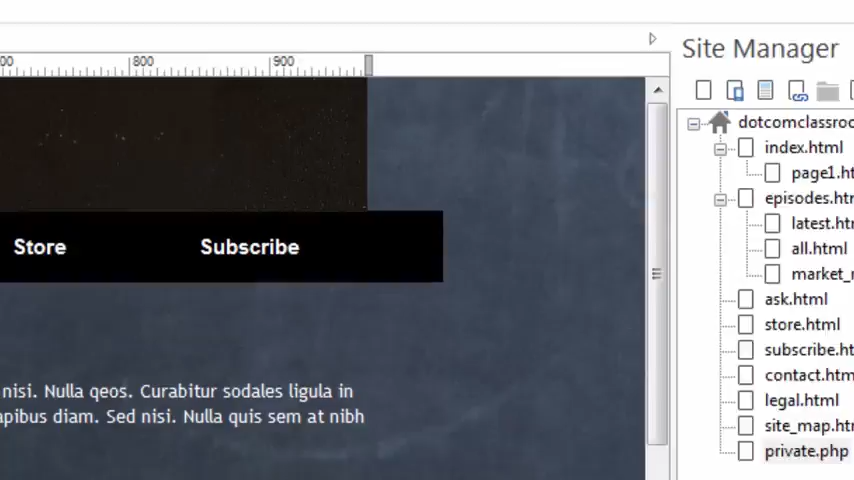 Site Manager
00 800 900
dotcomclassroo
index.html
page1.ht
episodes.htm
latest.htm
Store Subscribe
all.html
market_
ask.html
store.html
subscribe.ht
contact.htm
nisi. Nulla qeos. Curabitur sodales ligula in
legal.html
apibus diam. Sed nisi. Nulla quis sem at nibh
site_map.htm
private.php